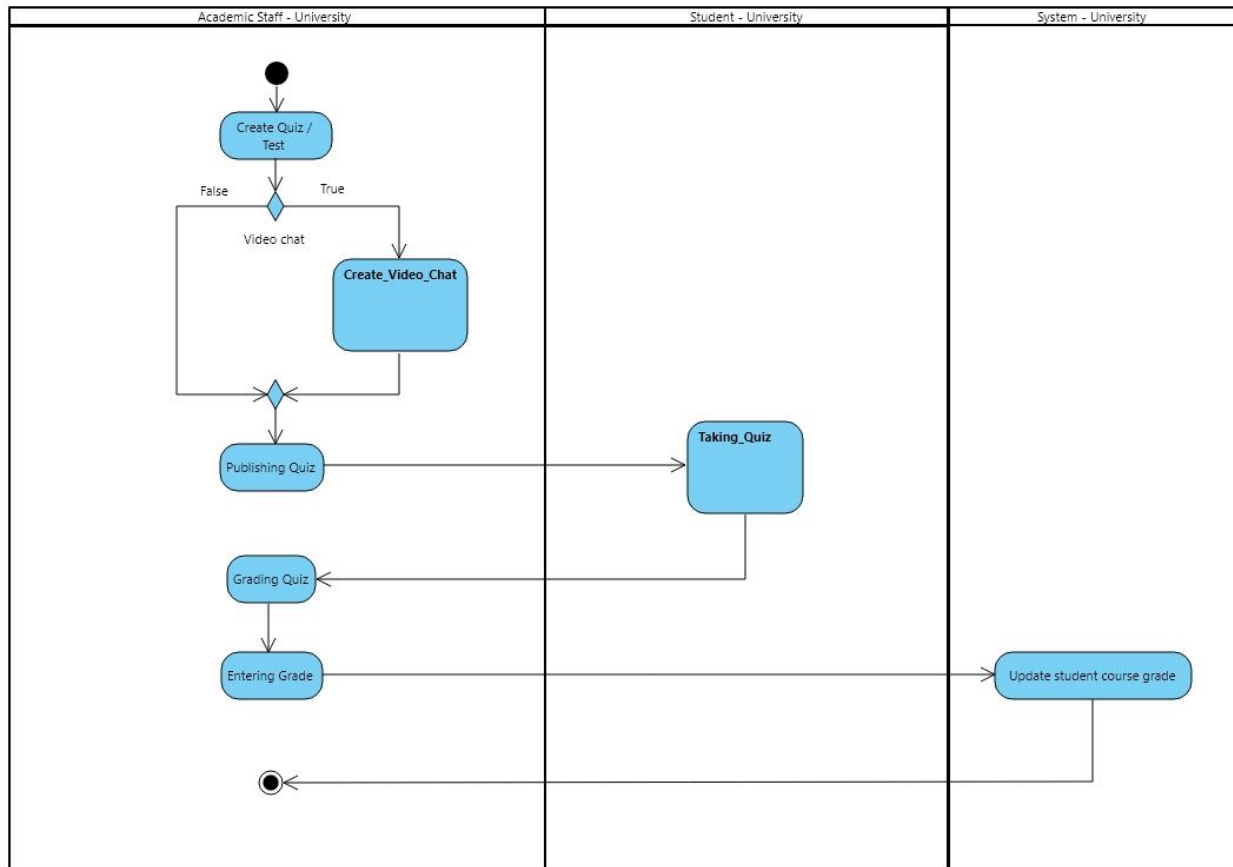 Academic Staff - University
Student - University
System - University
Create Quiz /
Test
False
True
Video chat
Create_Video_Chat
Taking_Quiz
Publishing Quiz
Grading Quiz
Entering Grade
Update student course grade